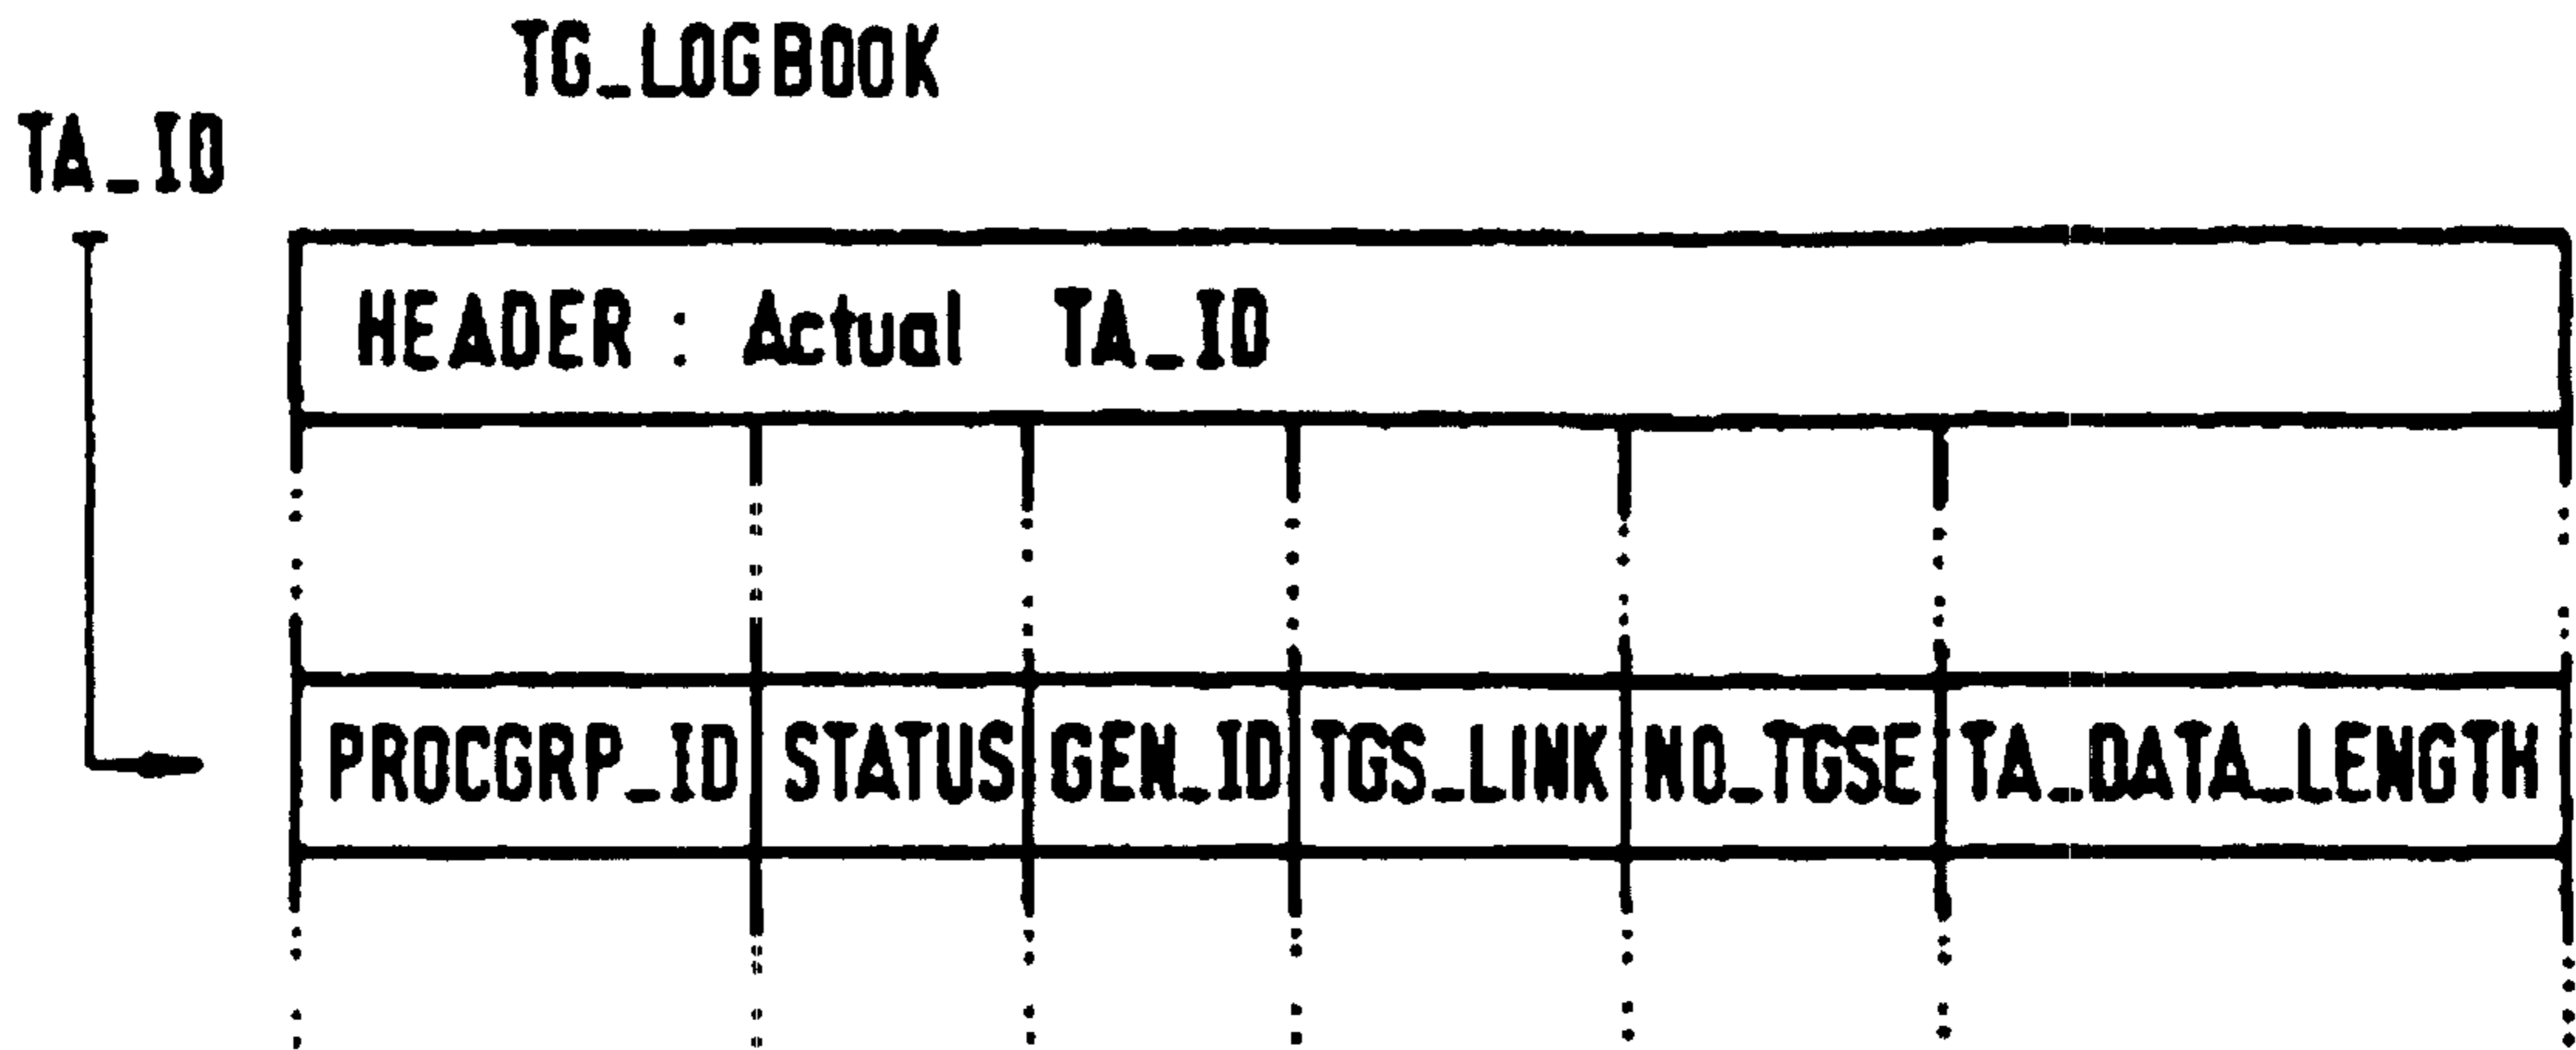 TG_LOGBOOK
TA_ID
HEADER : Actual TA_ID
PROCGRP_ID STATUS GEN_ID TGS_LINK NO_TGSE TA_DATA_LENGTH